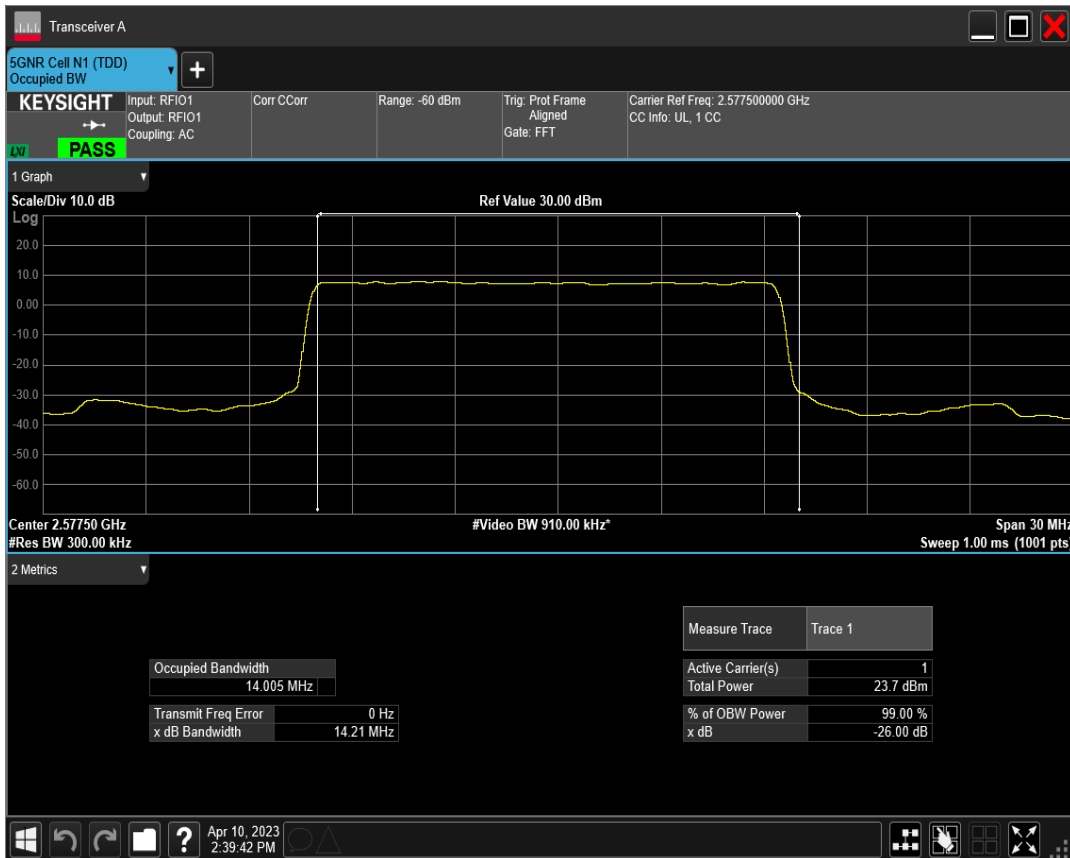 Transceiver A
5GNR Cell N1 (TDD)
Occupied BW
+
KEYSIGHT
LXI
PASS
Input: RFIO1
Output: RFIO1
Coupling: AC
Corr CCorr
Range: -60 dBm
Trig: Prot Frame
Aligned
Gate: FFT
Carrier Ref Freq: 2.577500000 GHz
CC Info: UL, 1 CC
1 Graph
Scale/Div 10.0 dB
Ref Value 30.00 dBm
Log
20.0
10.0
0.00
-10.0
-20.0
-30.0
-40.0
-50.0
-60.0
Center 2.57750 GHz
#Video BW 910.00 kHz*
Span 30 MHz
#Res BW 300.00 kHz
Sweep 1.00 ms (1001 pts)
2 Metrics
Measure Trace Trace 1
Occupied Bandwidth
14.005 MHz
Active Carrier(s) 1
Total Power 23.7 dBm
Transmit Freq Error 0 Hz
x dB Bandwidth 14.21 MHz
% of OBW Power 99.00 %
x dB -26.00 dB
?
Apr 10, 2023
2:39:42 PM